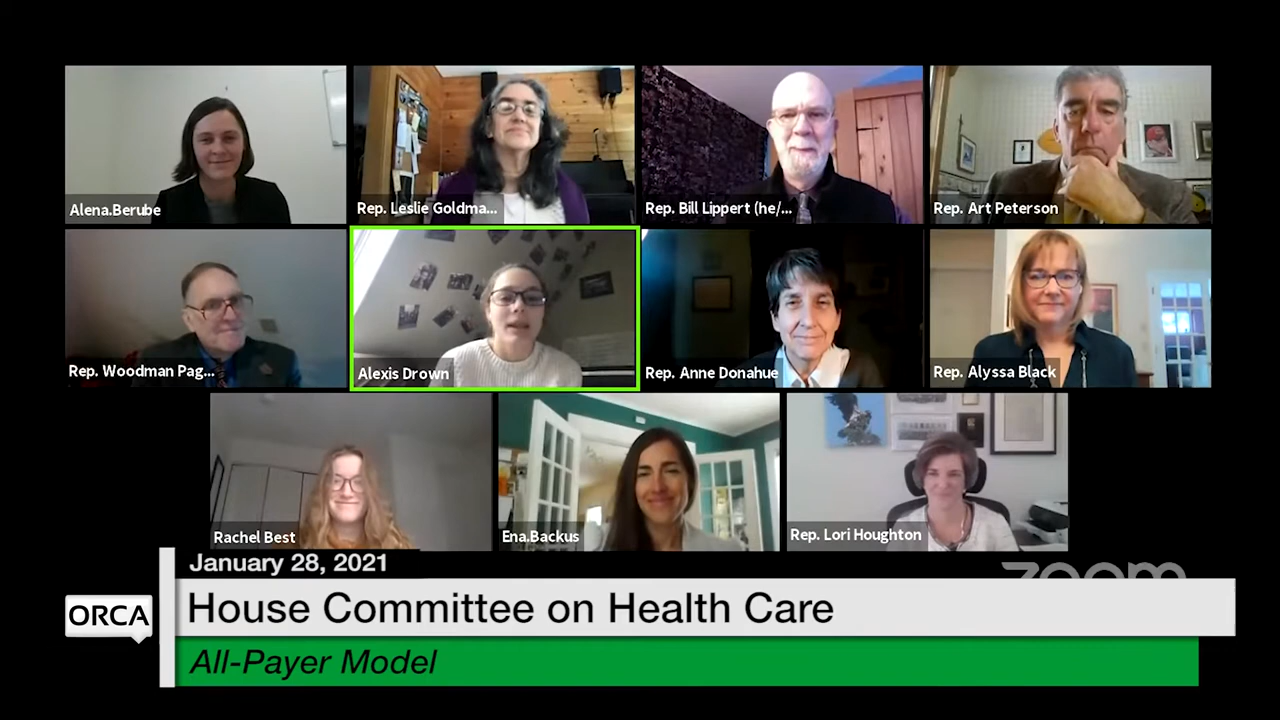 Alena.Berube
Rep. Leslie Goldma...
Rep. Bill Lippert (he/...
Rep. Art Peterson
Rep. Woodman Pag...
Alexis Drown
Rep. Anne Donahue
Rep. Alyssa Black
Rachel Best
Ena.Backus
Rep. Lori Houghton
zoom
January 28, 2021
ORCA
House Committee on Health Care
All-Payer Model